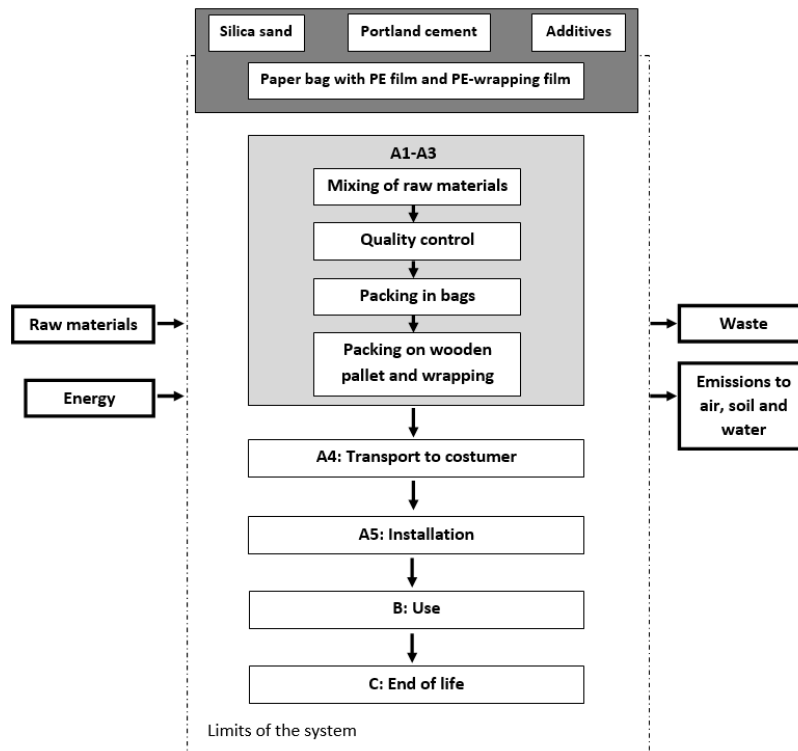 Silica sand
Portland cement
Additives
Paper bag with PE film and PE-wrapping film
A1-A3
Mixing of raw materials
Quality control
Packing in bags
Packing on wooden
pallet and wrapping
Raw materials
Energy
Waste
Emissions to
air, soil and
water
A4: Transport to costumer
A5: Installation
B: Use
C: End of life
Limits of the system